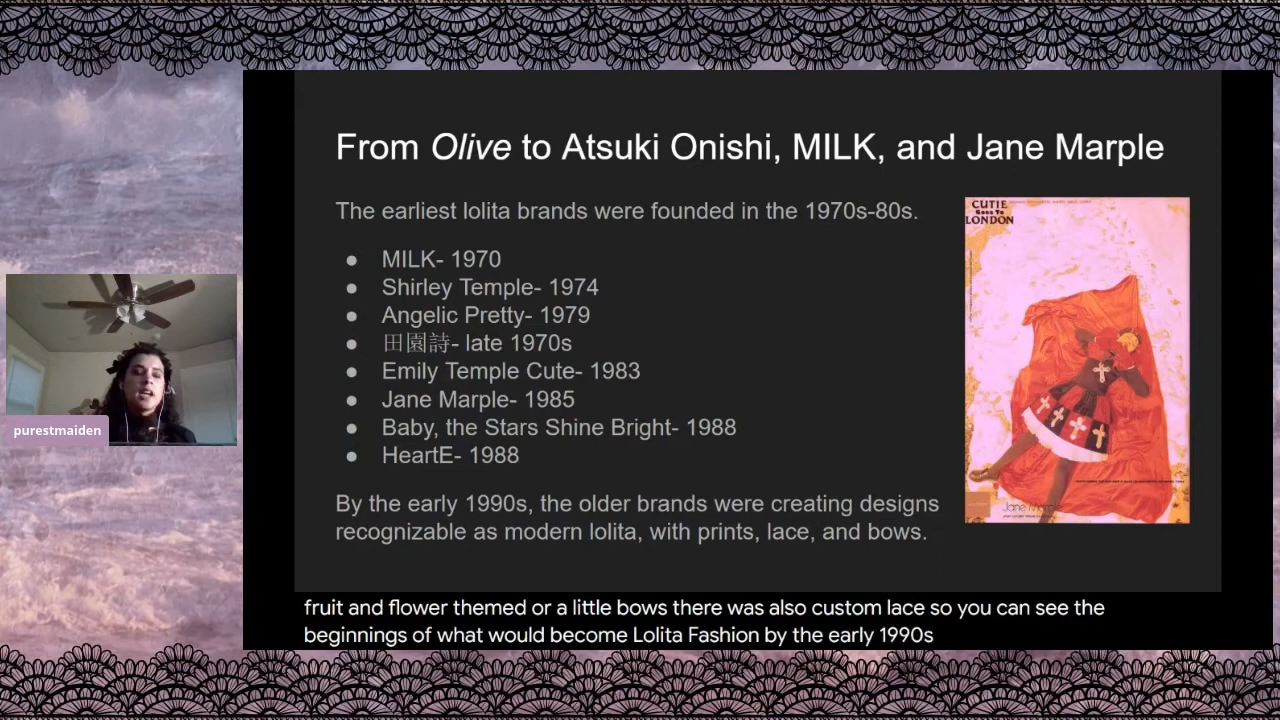 From Olive to Atsuki Onishi, MILK, and Jane Marple
The earliest lolita brands were founded in the 1970s-80s.
● MILK- 1970
● Shirley Temple- 1974
● Angelic Pretty- 1979
● 田園詩- late 1970s
● Emily Temple Cute- 1983
● Jane Marple- 1985
● Baby, the Stars Shine Bright- 1988
● HeartE- 1988
By the early 1990s, the older brands were creating designs
recognizable as modern lolita, with prints, lace, and bows.
CUTIE
Goes To
LONDON
Jane Marple
purestmaiden
fruit and flower themed or a little bows there was also custom lace so you can see the
beginnings of what would become Lolita Fashion by the early 1990s